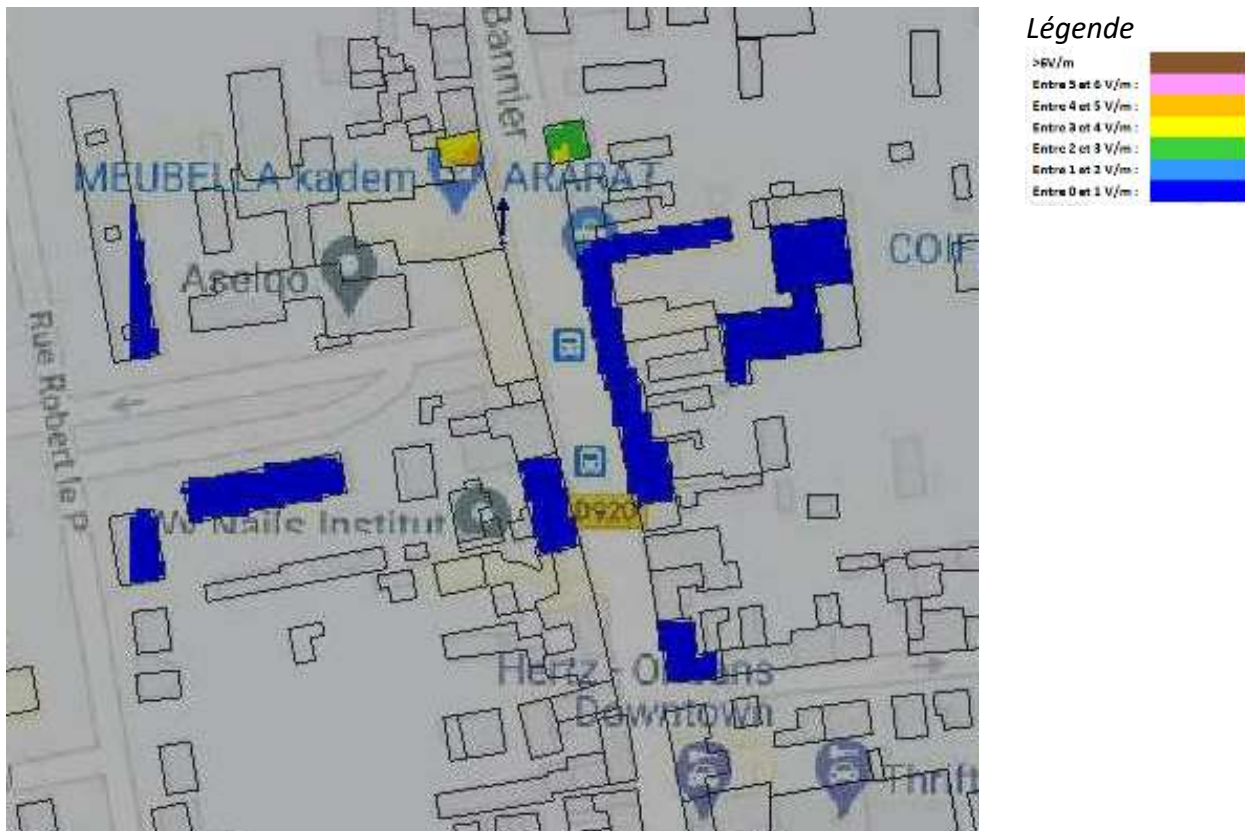 Légende
>6V/m
Entre 5 et 6 V/m :
Entre 4 et 5 V/m :
Entre 3 et 4 V/m :
Entre 2 et 3 V/m :
Entre 1 et 2 V/m :
Entre 0 et 1 V/m :
Bannier
MEUBELLA kadem
ARARAT
COIF
Aselqo
Rue Robert le P
D920
W Nails Institut
Hertz - Orléans
Downtown
Thrift